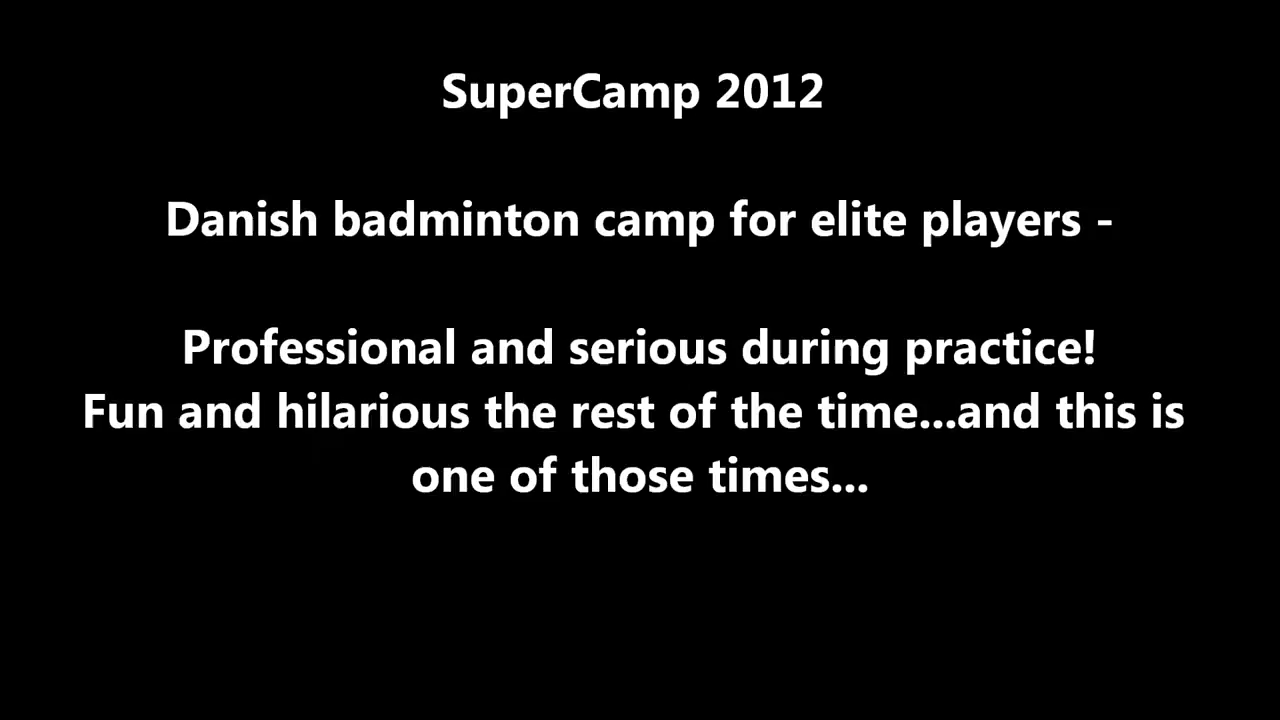 SuperCamp 2012
Danish badminton camp for elite players -
Professional and serious during practice!
Fun and hilarious the rest of the time...and this is
one of those times...